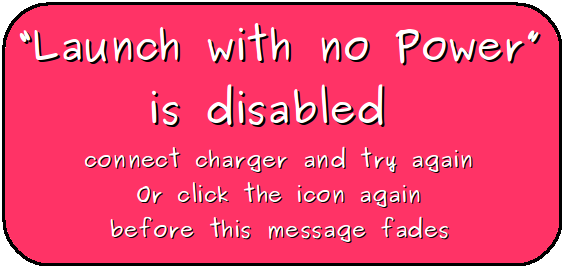 "Launch with no Power"
is disabled
connect charger and try again
Or click the icon again
before this message fades